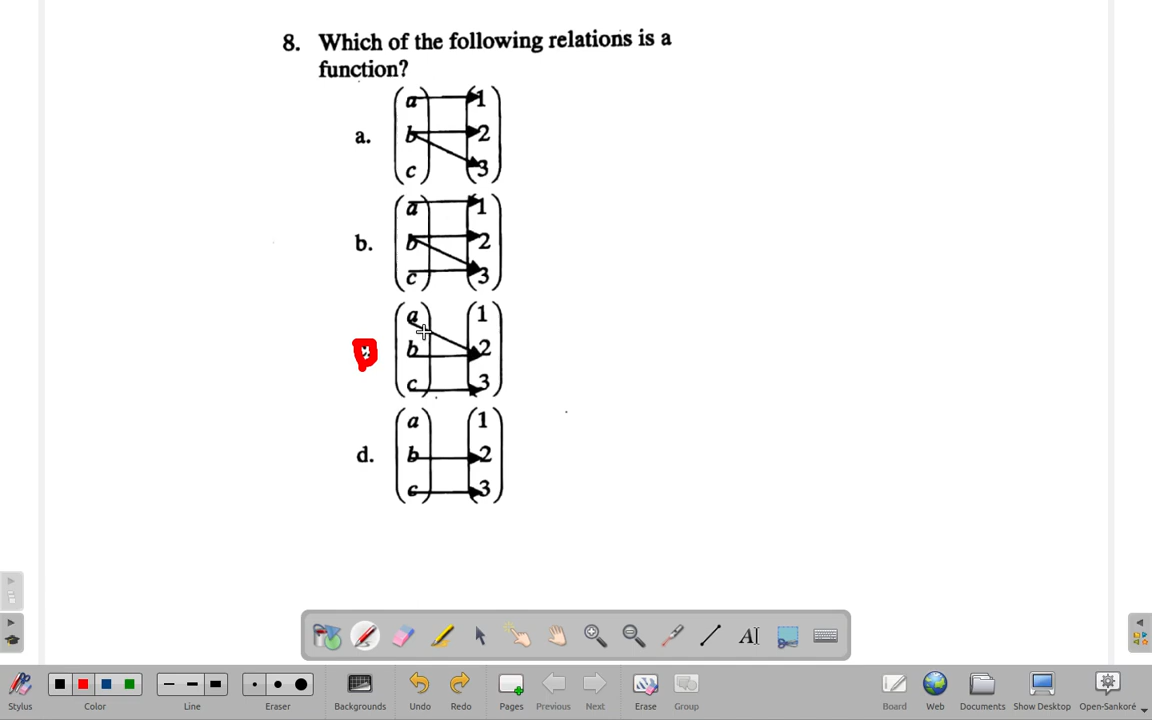 8. Which of the following relations is a
function?
a.
a 1
b 2
c 3
b.
a 1
b 2
c 3
a 1
b 2
c 3
d.
a 1
b 2
c 3
AI
Stylus Color Line Eraser Backgrounds Undo Redo Pages Previous Next Erase Group Board Web Documents Show Desktop Open-Sankoré